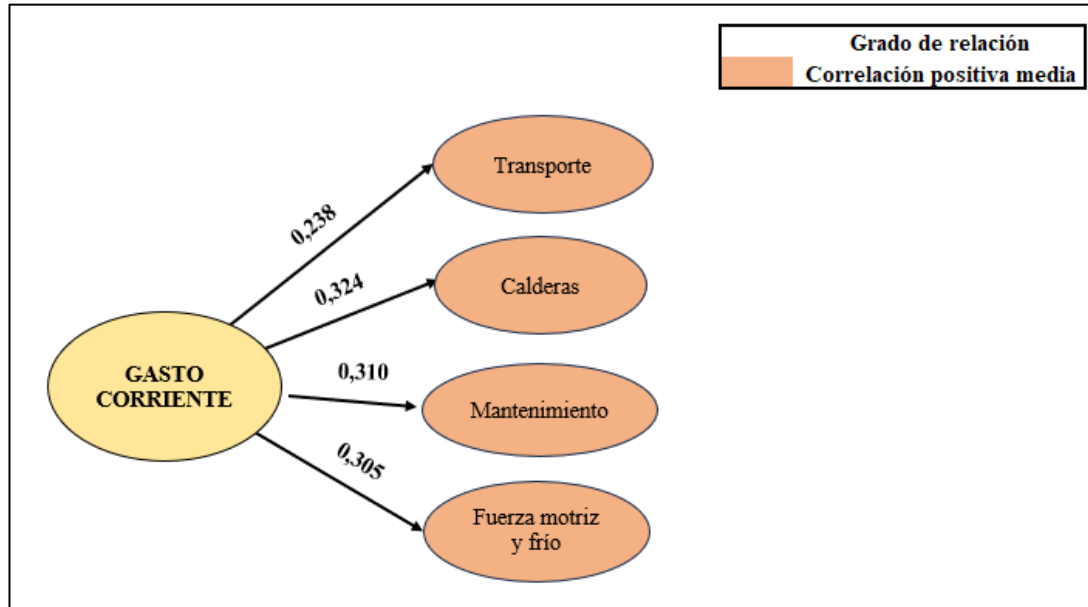 Grado de relación
Correlación positiva media
Transporte
0,238
Calderas
0,324
GASTO
CORRIENTE
0,310
Mantenimiento
0,305
Fuerza motriz
y frío